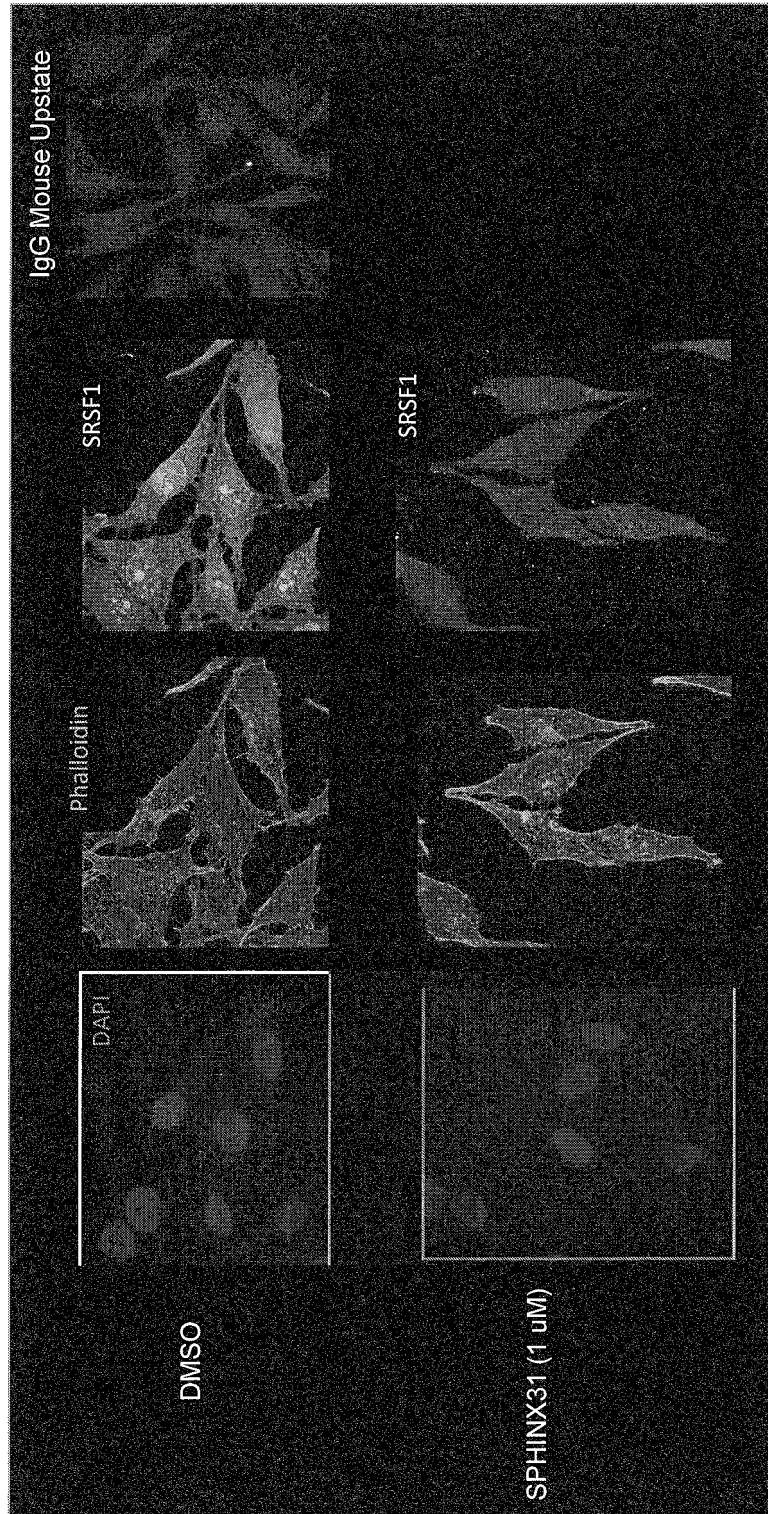 DAPI
Phalloidin
SRSF1
IgG Mouse Upstate
DMSO
SRSF1
SPHINX31 (1 uM)